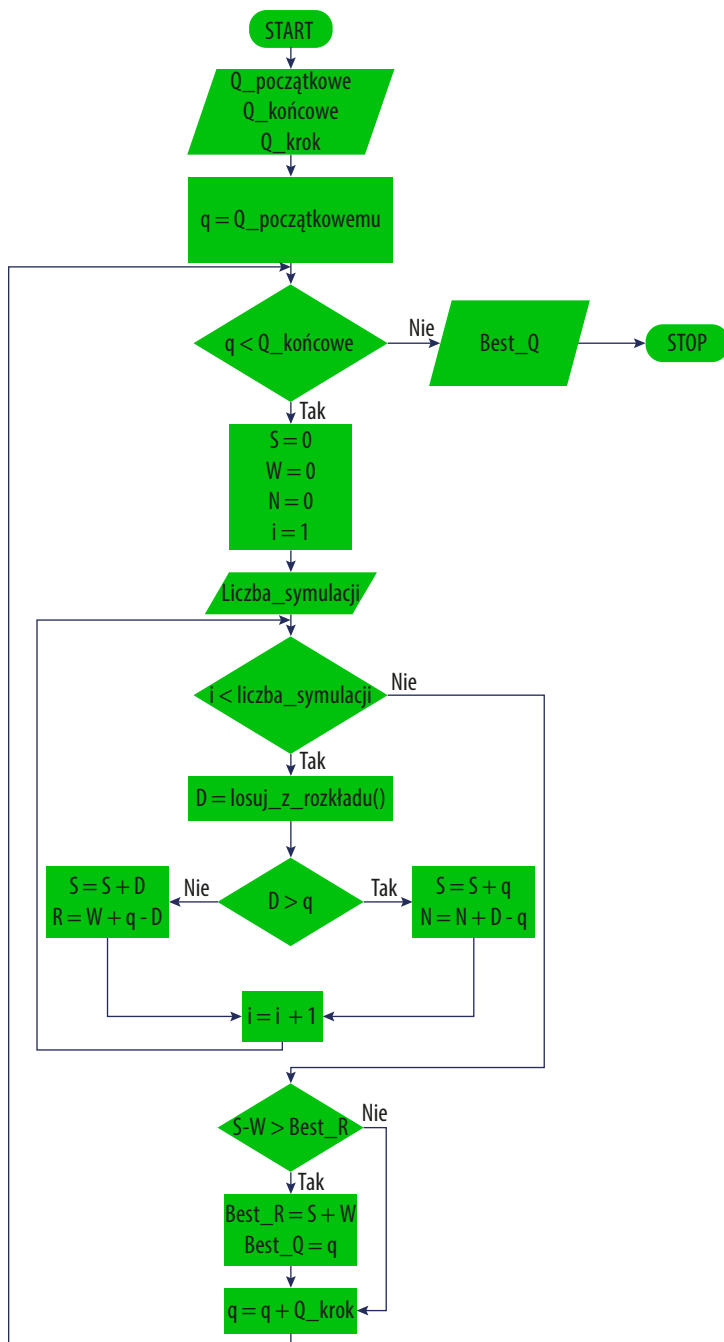 START
Q_początkowe
Q_końcowe
Q_krok
q = Q_początkowemu
q < Q_końcowe
Nie
Best_Q
STOP
Tak
S = 0
W = 0
N = 0
i = 1
Liczba_symulacji
i < liczba_symulacji
Nie
Tak
D = losuj_z_rozkładu()
S = S + D
R = W + q - D
Nie
D > q
Tak
S = S + q
N = N + D - q
i = i + 1
S-W > Best_R
Nie
Tak
Best_R = S + W
Best_Q = q
q = q + Q_krok